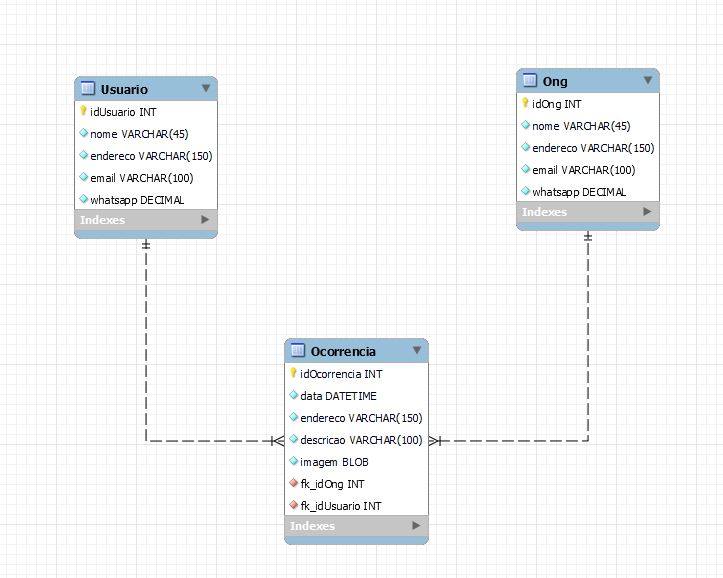 Usuario
idUsuario INT
nome VARCHAR(45)
endereco VARCHAR(150)
email VARCHAR(100)
whatsapp DECIMAL
Indexes
Ong
idOng INT
nome VARCHAR(45)
endereco VARCHAR(150)
email VARCHAR(100)
whatsapp DECIMAL
Indexes
Ocorrencia
idOcorrencia INT
data DATETIME
endereco VARCHAR(150)
descricao VARCHAR(100)
imagem BLOB
fk_idOng INT
fk_idUsuario INT
Indexes